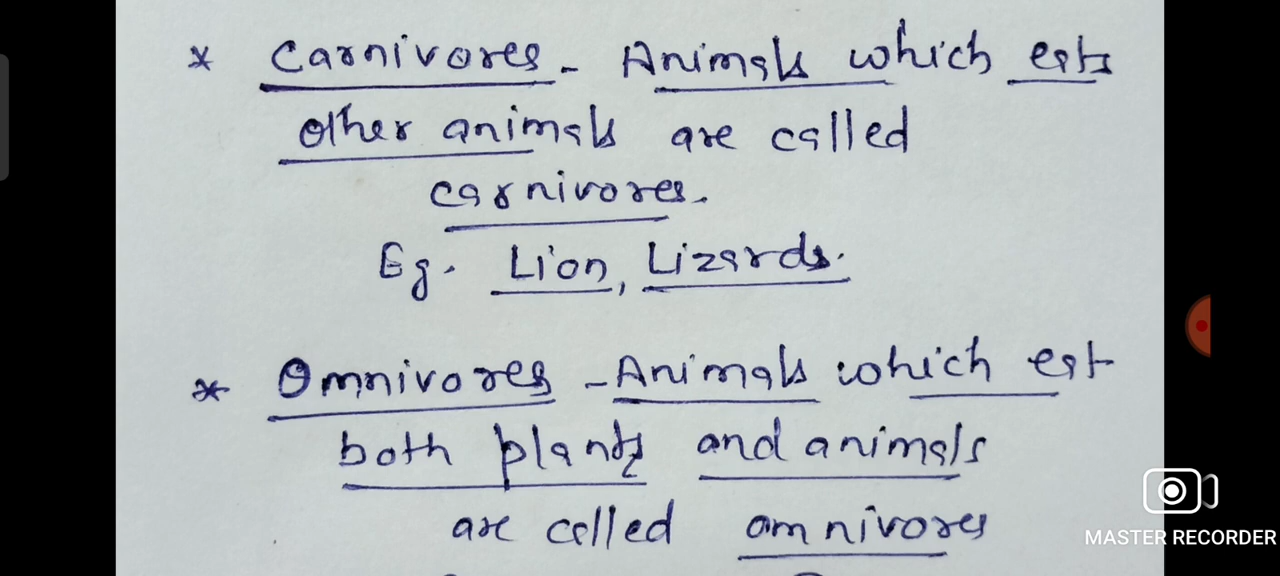 * Carnivores - Animals which eats
other animals are called
carnivores.
Eg. Lion, Lizards.
* Omnivores - Animals which eat
both plants and animals
are called omnivores
MASTER RECORDER